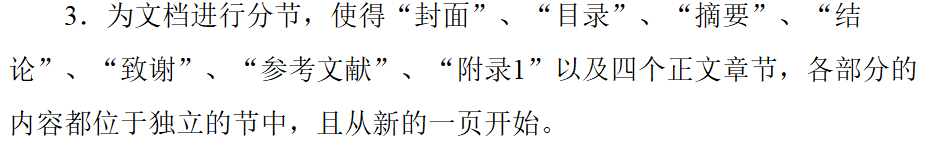 3．为文档进行分节，使得“封面”、“目录”、“摘要”、“结
论”、“致谢”、“参考文献”、“附录1”以及四个正文章节，各部分的
内容都位于独立的节中，且从新的一页开始。